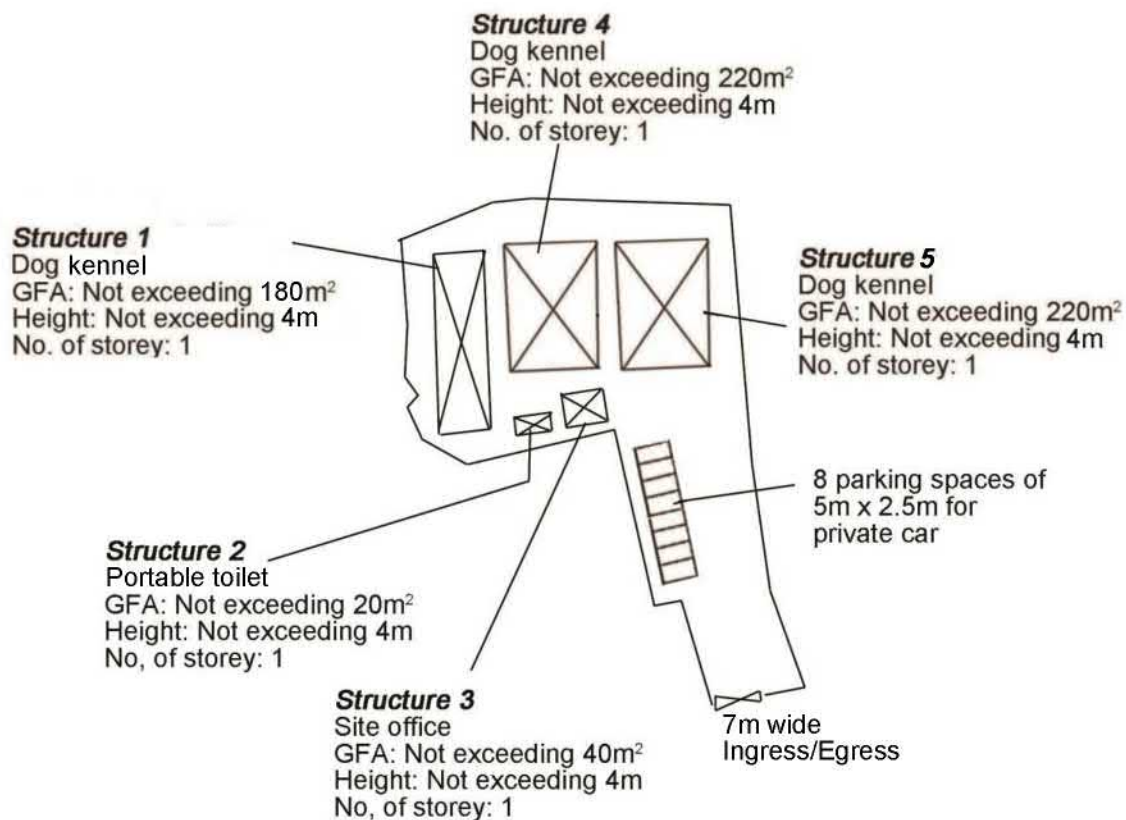 Structure 4
Dog kennel
GFA: Not exceeding 220m²
Height: Not exceeding 4m
No. of storey: 1
Structure 1
Dog kennel
GFA: Not exceeding 180m²
Height: Not exceeding 4m
No. of storey: 1
Structure 5
Dog kennel
GFA: Not exceeding 220m²
Height: Not exceeding 4m
No. of storey: 1
8 parking spaces of
5m x 2.5m for
private car
Structure 2
Portable toilet
GFA: Not exceeding 20m²
Height: Not exceeding 4m
No, of storey: 1
Structure 3
Site office
GFA: Not exceeding 40m²
Height: Not exceeding 4m
No, of storey: 1
7m wide
Ingress/Egress